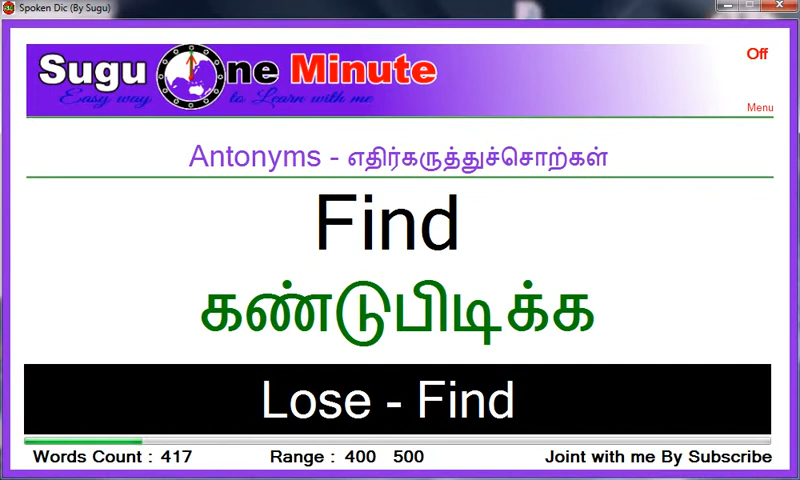 Spoken Dic (By Sugu)
Sugu One Minute
Easy way to Learn with me
Off
Menu
Antonyms - எதிர்கருத்துச்சொற்கள்
Find
கண்டுபிடிக்க
Lose - Find
Words Count : 417 Range : 400 500 Joint with me By Subscribe